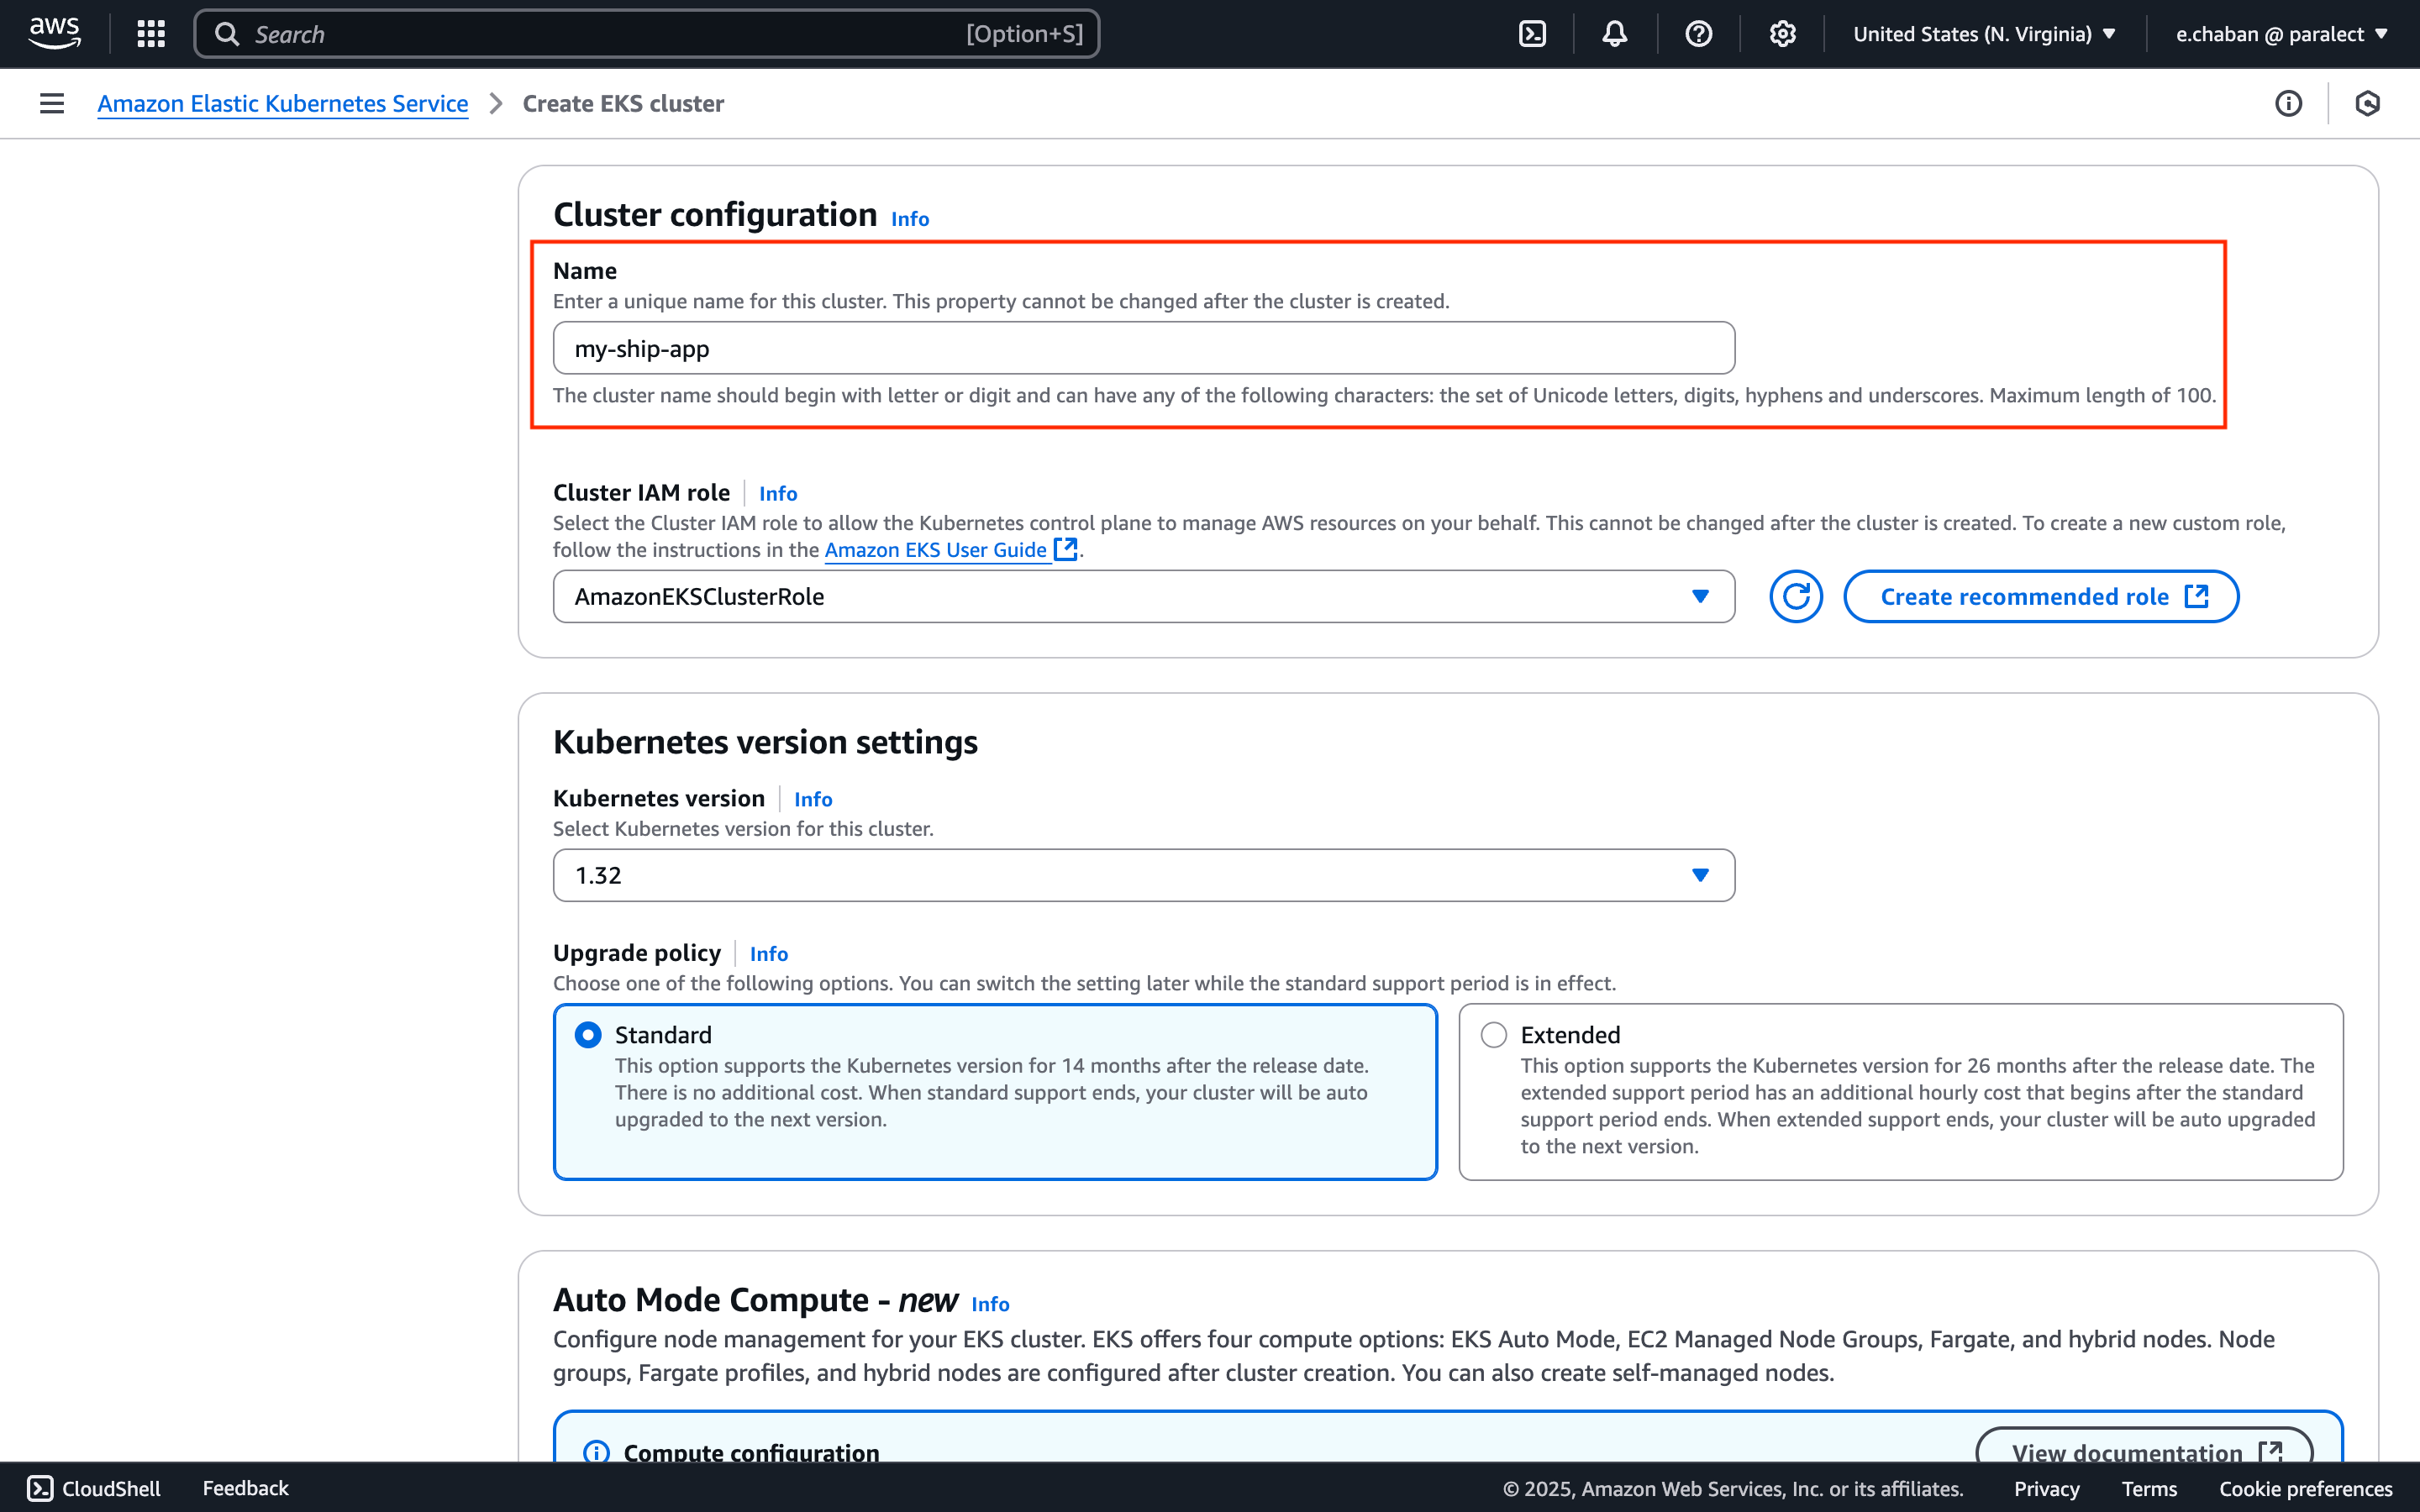 aws
Search [Option+S]
United States (N. Virginia)
e.chaban @ paralect
Amazon Elastic Kubernetes Service
Create EKS cluster
Cluster configuration Info
Name
Enter a unique name for this cluster. This property cannot be changed after the cluster is created.
my-ship-app
The cluster name should begin with letter or digit and can have any of the following characters: the set of Unicode letters, digits, hyphens and underscores. Maximum length of 100.
Cluster IAM role Info
Select the Cluster IAM role to allow the Kubernetes control plane to manage AWS resources on your behalf. This cannot be changed after the cluster is created. To create a new custom role,
follow the instructions in the Amazon EKS User Guide.
AmazonEKSClusterRole
Create recommended role
Kubernetes version settings
Kubernetes version Info
Select Kubernetes version for this cluster.
1.32
Upgrade policy Info
Choose one of the following options. You can switch the setting later while the standard support period is in effect.
Standard
This option supports the Kubernetes version for 14 months after the release date.
There is no additional cost. When standard support ends, your cluster will be auto
upgraded to the next version.
Extended
This option supports the Kubernetes version for 26 months after the release date. The
extended support period has an additional hourly cost that begins after the standard
support period ends. When extended support ends, your cluster will be auto upgraded
to the next version.
Auto Mode Compute - new Info
Configure node management for your EKS cluster. EKS offers four compute options: EKS Auto Mode, EC2 Managed Node Groups, Fargate, and hybrid nodes. Node
groups, Fargate profiles, and hybrid nodes are configured after cluster creation. You can also create self-managed nodes.
Compute configuration
View documentation
CloudShell
Feedback
© 2025, Amazon Web Services, Inc. or its affiliates.
Privacy
Terms
Cookie preferences